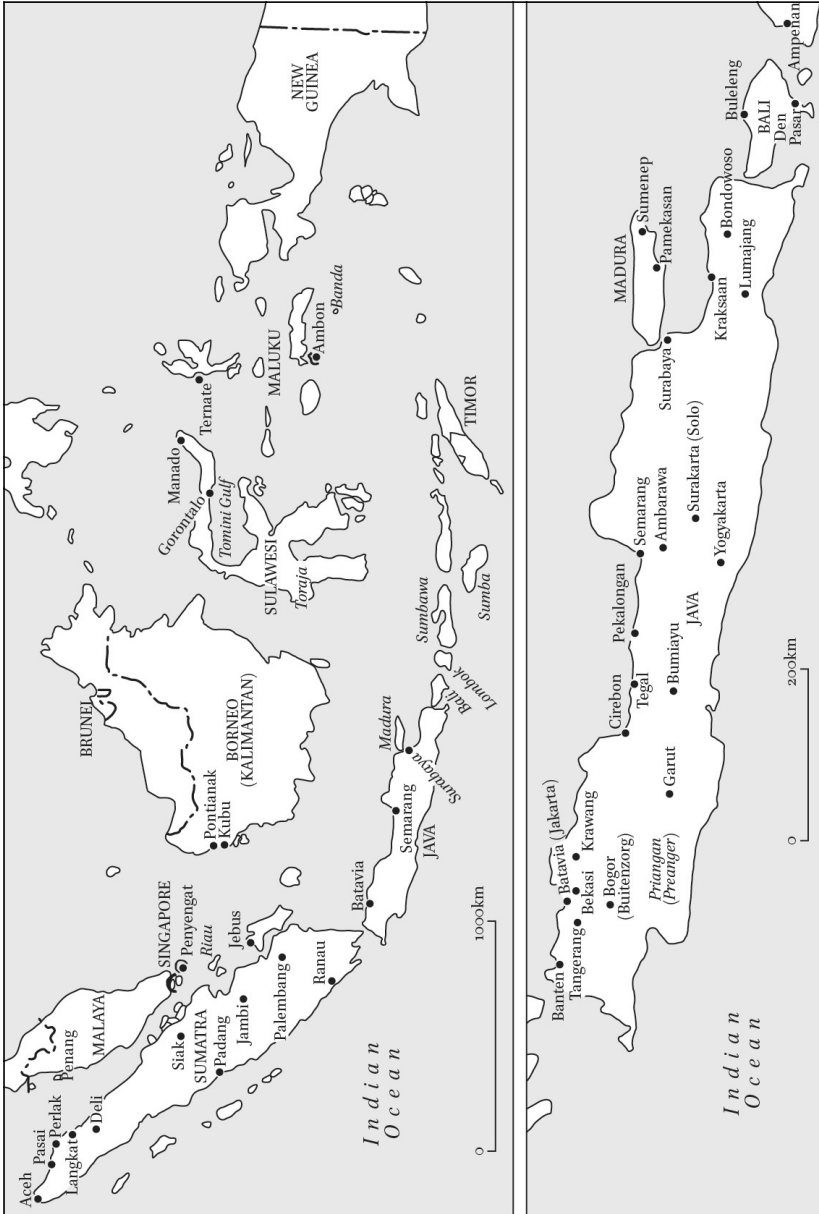 Aceh
Pasai
Perlak
Langkat
Deli
Penang
MALAYA
SINGAPORE
Penyengat
Riau
Siak
SUMATRA
Padang
Jambi
Jebus
Palembang
Ranau
Indian
Ocean
0
1000km
BRUNEI
BORNEO
(KALIMANTAN)
Pontianak
Kubu
Batavia
Semarang
JAVA
Madura
Surabaya
Bali
Lombok
Sumbawa
Sumba
TIMOR
Manado
Gorontalo
Tomini Gulf
SULAWESI
Toraja
Ternate
MALUKU
Ambon
Banda
NEW
GUINEA
Banten
Tangerang
Batavia (Jakarta)
Bekasi
Krawang
Bogor
(Buitenzorg)
Priangan
(Preanger)
Garut
Cirebon
Tegal
Bumiayu
Pekalongan
JAVA
Semarang
Ambarawa
Surakarta (Solo)
Yogyakarta
Surabaya
MADURA
Sumenep
Pamekasan
Kraksaan
Lumajang
Bondowoso
Buleleng
BALI
Den
Pasar
Ampenan
Indian
Ocean
0
200km